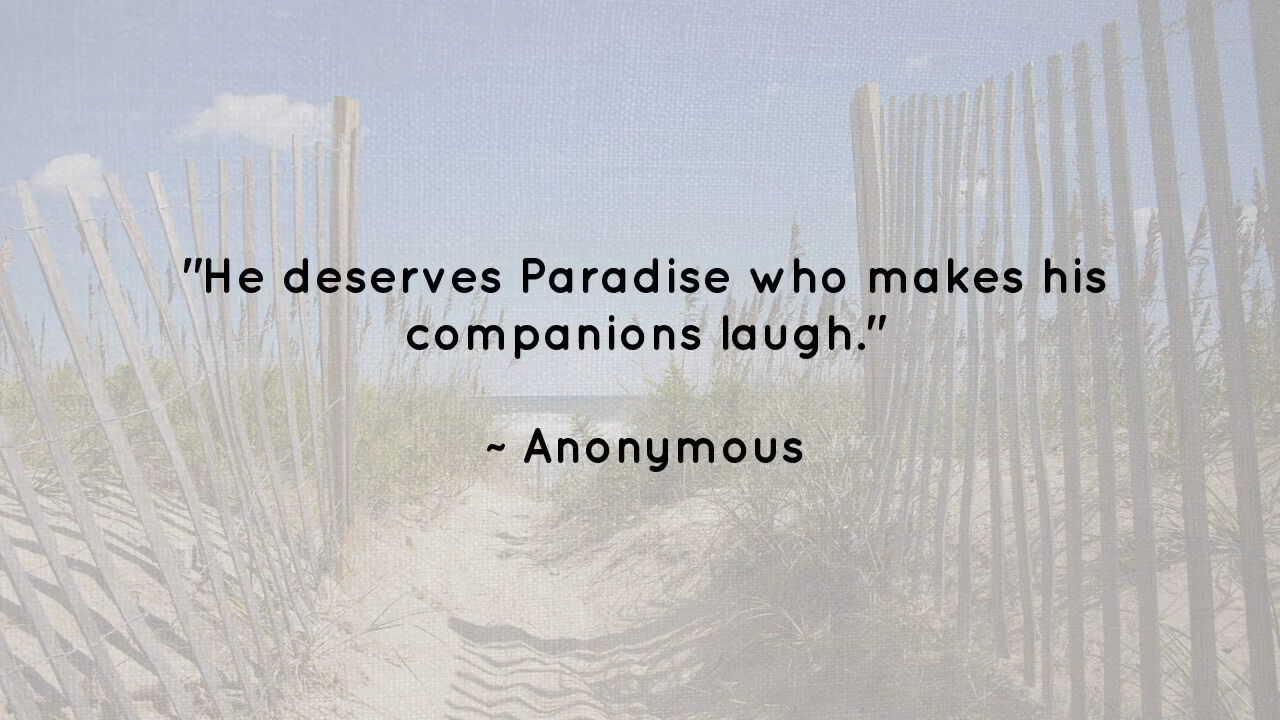 "He deserves Paradise who makes his
companions laugh."
~ Anonymous